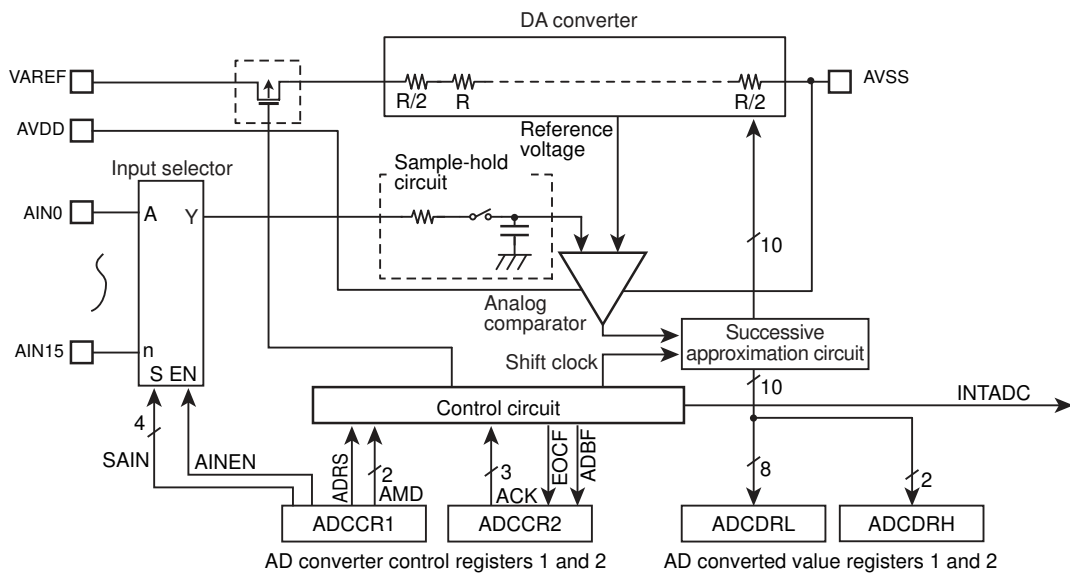 DA converter
VAREF
AVSS
R/2
R
R/2
AVDD
Reference
voltage
Input selector
Sample-hold
circuit
AIN0
A
Y
10
Analog
comparator
AIN15
n
Successive
approximation circuit
Shift clock
S EN
10
INTADC
Control circuit
4
SAIN
AINEN
ADRS
2
AMD
3
ACK
EOCF
ADBF
8
2
ADCCR1
ADCCR2
ADCDRL
ADCDRH
AD converter control registers 1 and 2
AD converted value registers 1 and 2